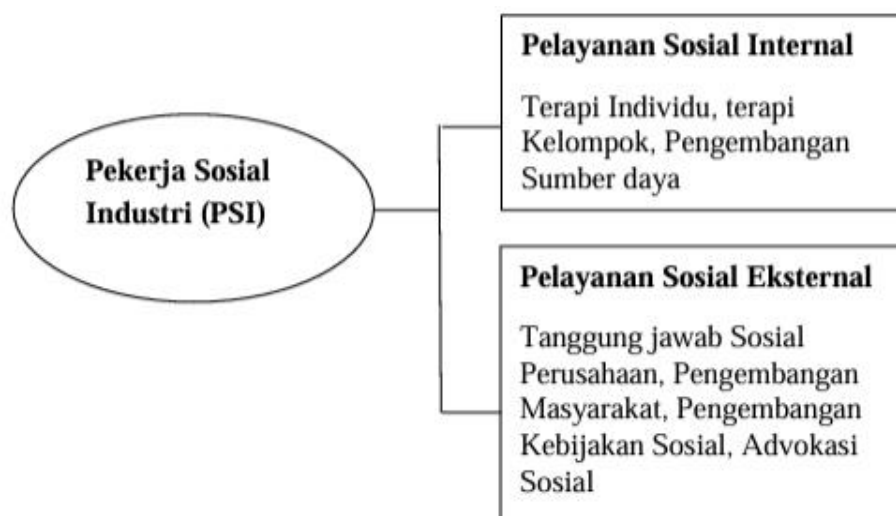 Pekerja Sosial
Industri (PSI)
Pelayanan Sosial Internal
Terapi Individu, terapi
Kelompok, Pengembangan
Sumber daya
Pelayanan Sosial Eksternal
Tanggung jawab Sosial
Perusahaan, Pengembangan
Masyarakat, Pengembangan
Kebijakan Sosial, Advokasi
Sosial